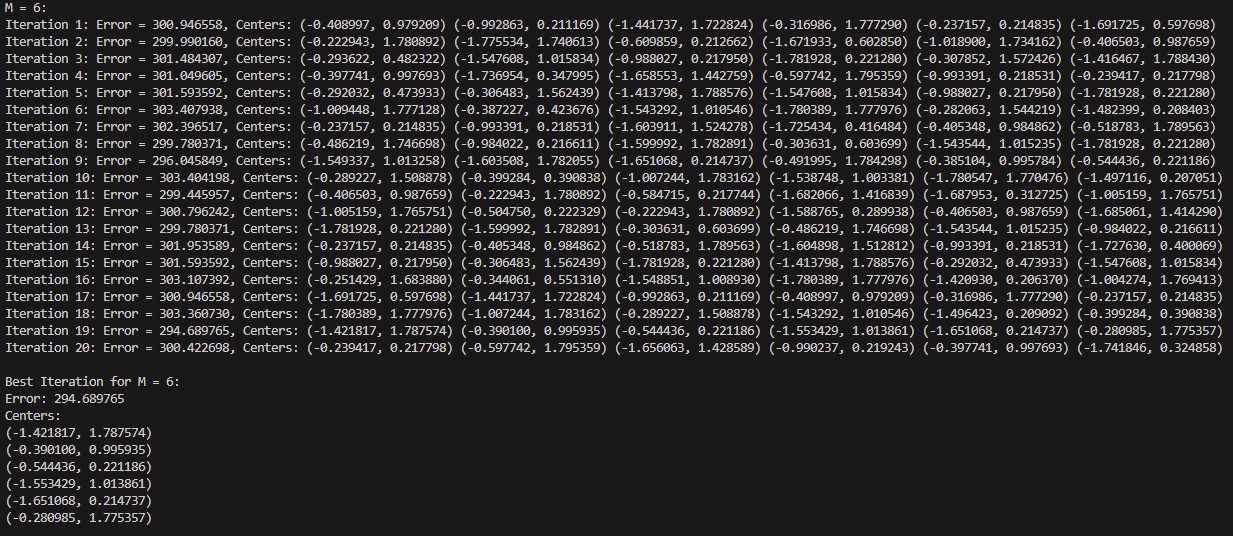 M = 6:
Iteration 1: Error = 300.946558, Centers: (-0.408997, 0.979209) (-0.992863, 0.211169) (-1.441737, 1.722824) (-0.316986, 1.777290) (-0.237157, 0.214835) (-1.691725, 0.597698)
Iteration 2: Error = 299.990160, Centers: (-0.222943, 1.780892) (-1.775534, 1.740613) (-0.609859, 0.212662) (-1.671933, 0.602850) (-1.018900, 1.734162) (-0.406503, 0.987659)
Iteration 3: Error = 301.484307, Centers: (-0.293622, 0.482322) (-1.547608, 1.015834) (-0.988027, 0.217950) (-1.781928, 0.221280) (-0.307852, 1.572426) (-1.416467, 1.788430)
Iteration 4: Error = 301.049605, Centers: (-0.397741, 0.997693) (-1.736954, 0.347995) (-1.658553, 1.442759) (-0.597742, 1.795359) (-0.993391, 0.218531) (-0.239417, 0.217798)
Iteration 5: Error = 301.593592, Centers: (-0.292032, 0.473933) (-0.306483, 1.562439) (-1.413798, 1.788576) (-1.547608, 1.015834) (-0.988027, 0.217950) (-1.781928, 0.221280)
Iteration 6: Error = 303.407938, Centers: (-1.009448, 1.777128) (-0.387227, 0.423676) (-1.543292, 1.010546) (-1.780389, 1.777976) (-0.282063, 1.544219) (-1.482399, 0.208403)
Iteration 7: Error = 302.396517, Centers: (-0.237157, 0.214835) (-0.993391, 0.218531) (-1.603911, 1.524278) (-1.725434, 0.416484) (-0.405348, 0.984862) (-0.518783, 1.789563)
Iteration 8: Error = 299.780371, Centers: (-0.486219, 1.746698) (-0.984022, 0.216611) (-1.599992, 1.782891) (-0.303631, 0.603699) (-1.543544, 1.015235) (-1.781928, 0.221280)
Iteration 9: Error = 296.045849, Centers: (-1.549337, 1.013258) (-1.603508, 1.782055) (-1.651068, 0.214737) (-0.491995, 1.784298) (-0.385104, 0.995784) (-0.544436, 0.221186)
Iteration 10: Error = 303.404198, Centers: (-0.289227, 1.508878) (-0.399284, 0.390838) (-1.007244, 1.783162) (-1.538748, 1.003381) (-1.780547, 1.770476) (-1.497116, 0.207051)
Iteration 11: Error = 299.445957, Centers: (-0.406503, 0.987659) (-0.222943, 1.780892) (-0.584715, 0.217744) (-1.682066, 1.416839) (-1.687953, 0.312725) (-1.005159, 1.765751)
Iteration 12: Error = 300.796242, Centers: (-1.005159, 1.765751) (-0.504750, 0.222329) (-0.222943, 1.780892) (-1.588765, 0.289938) (-0.406503, 0.987659) (-1.685061, 1.414290)
Iteration 13: Error = 299.780371, Centers: (-1.781928, 0.221280) (-1.599992, 1.782891) (-0.303631, 0.603699) (-0.486219, 1.746698) (-1.543544, 1.015235) (-0.984022, 0.216611)
Iteration 14: Error = 301.953589, Centers: (-0.237157, 0.214835) (-0.405348, 0.984862) (-0.518783, 1.789563) (-1.604898, 1.512812) (-0.993391, 0.218531) (-1.727630, 0.400069)
Iteration 15: Error = 301.593592, Centers: (-0.988027, 0.217950) (-0.306483, 1.562439) (-1.781928, 0.221280) (-1.413798, 1.788576) (-0.292032, 0.473933) (-1.547608, 1.015834)
Iteration 16: Error = 303.107392, Centers: (-0.251429, 1.683880) (-0.344061, 0.551310) (-1.548851, 1.008930) (-1.780389, 1.777976) (-1.420930, 0.206370) (-1.004274, 1.769413)
Iteration 17: Error = 300.946558, Centers: (-1.691725, 0.597698) (-1.441737, 1.722824) (-0.992863, 0.211169) (-0.408997, 0.979209) (-0.316986, 1.777290) (-0.237157, 0.214835)
Iteration 18: Error = 303.360730, Centers: (-1.780389, 1.777976) (-1.007244, 1.783162) (-0.289227, 1.508878) (-1.543292, 1.010546) (-1.496423, 0.209092) (-0.399284, 0.390838)
Iteration 19: Error = 294.689765, Centers: (-1.421817, 1.787574) (-0.390100, 0.995935) (-0.544436, 0.221186) (-1.553429, 1.013861) (-1.651068, 0.214737) (-0.280985, 1.775357)
Iteration 20: Error = 300.422698, Centers: (-0.239417, 0.217798) (-0.597742, 1.795359) (-1.656063, 1.428589) (-0.990237, 0.219243) (-0.397741, 0.997693) (-1.741846, 0.324858)
Best Iteration for M = 6:
Error: 294.689765
Centers:
(-1.421817, 1.787574)
(-0.390100, 0.995935)
(-0.544436, 0.221186)
(-1.553429, 1.013861)
(-1.651068, 0.214737)
(-0.280985, 1.775357)